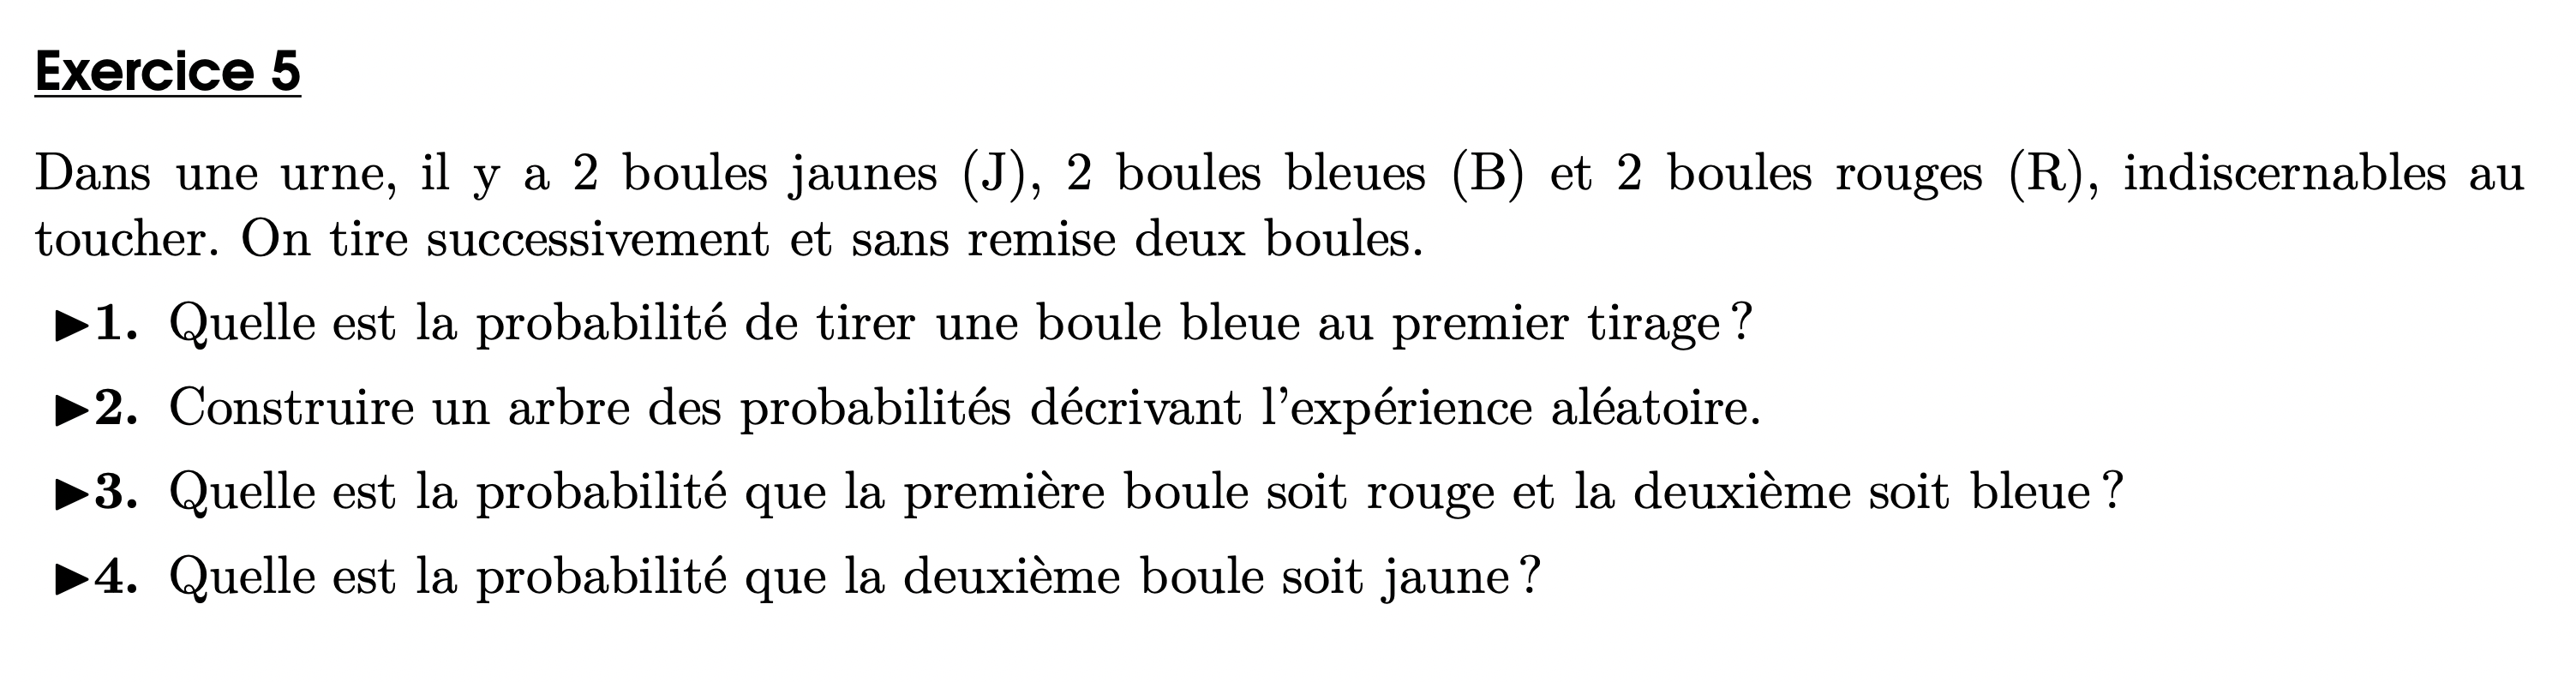 Exercice 5
Dans une urne, il y a 2 boules jaunes (J), 2 boules bleues (B) et 2 boules rouges (R), indiscernables au
toucher. On tire successivement et sans remise deux boules.
▶1. Quelle est la probabilité de tirer une boule bleue au premier tirage ?
▶2. Construire un arbre des probabilités décrivant l'expérience aléatoire.
▶3. Quelle est la probabilité que la première boule soit rouge et la deuxième soit bleue ?
▶4. Quelle est la probabilité que la deuxième boule soit jaune ?